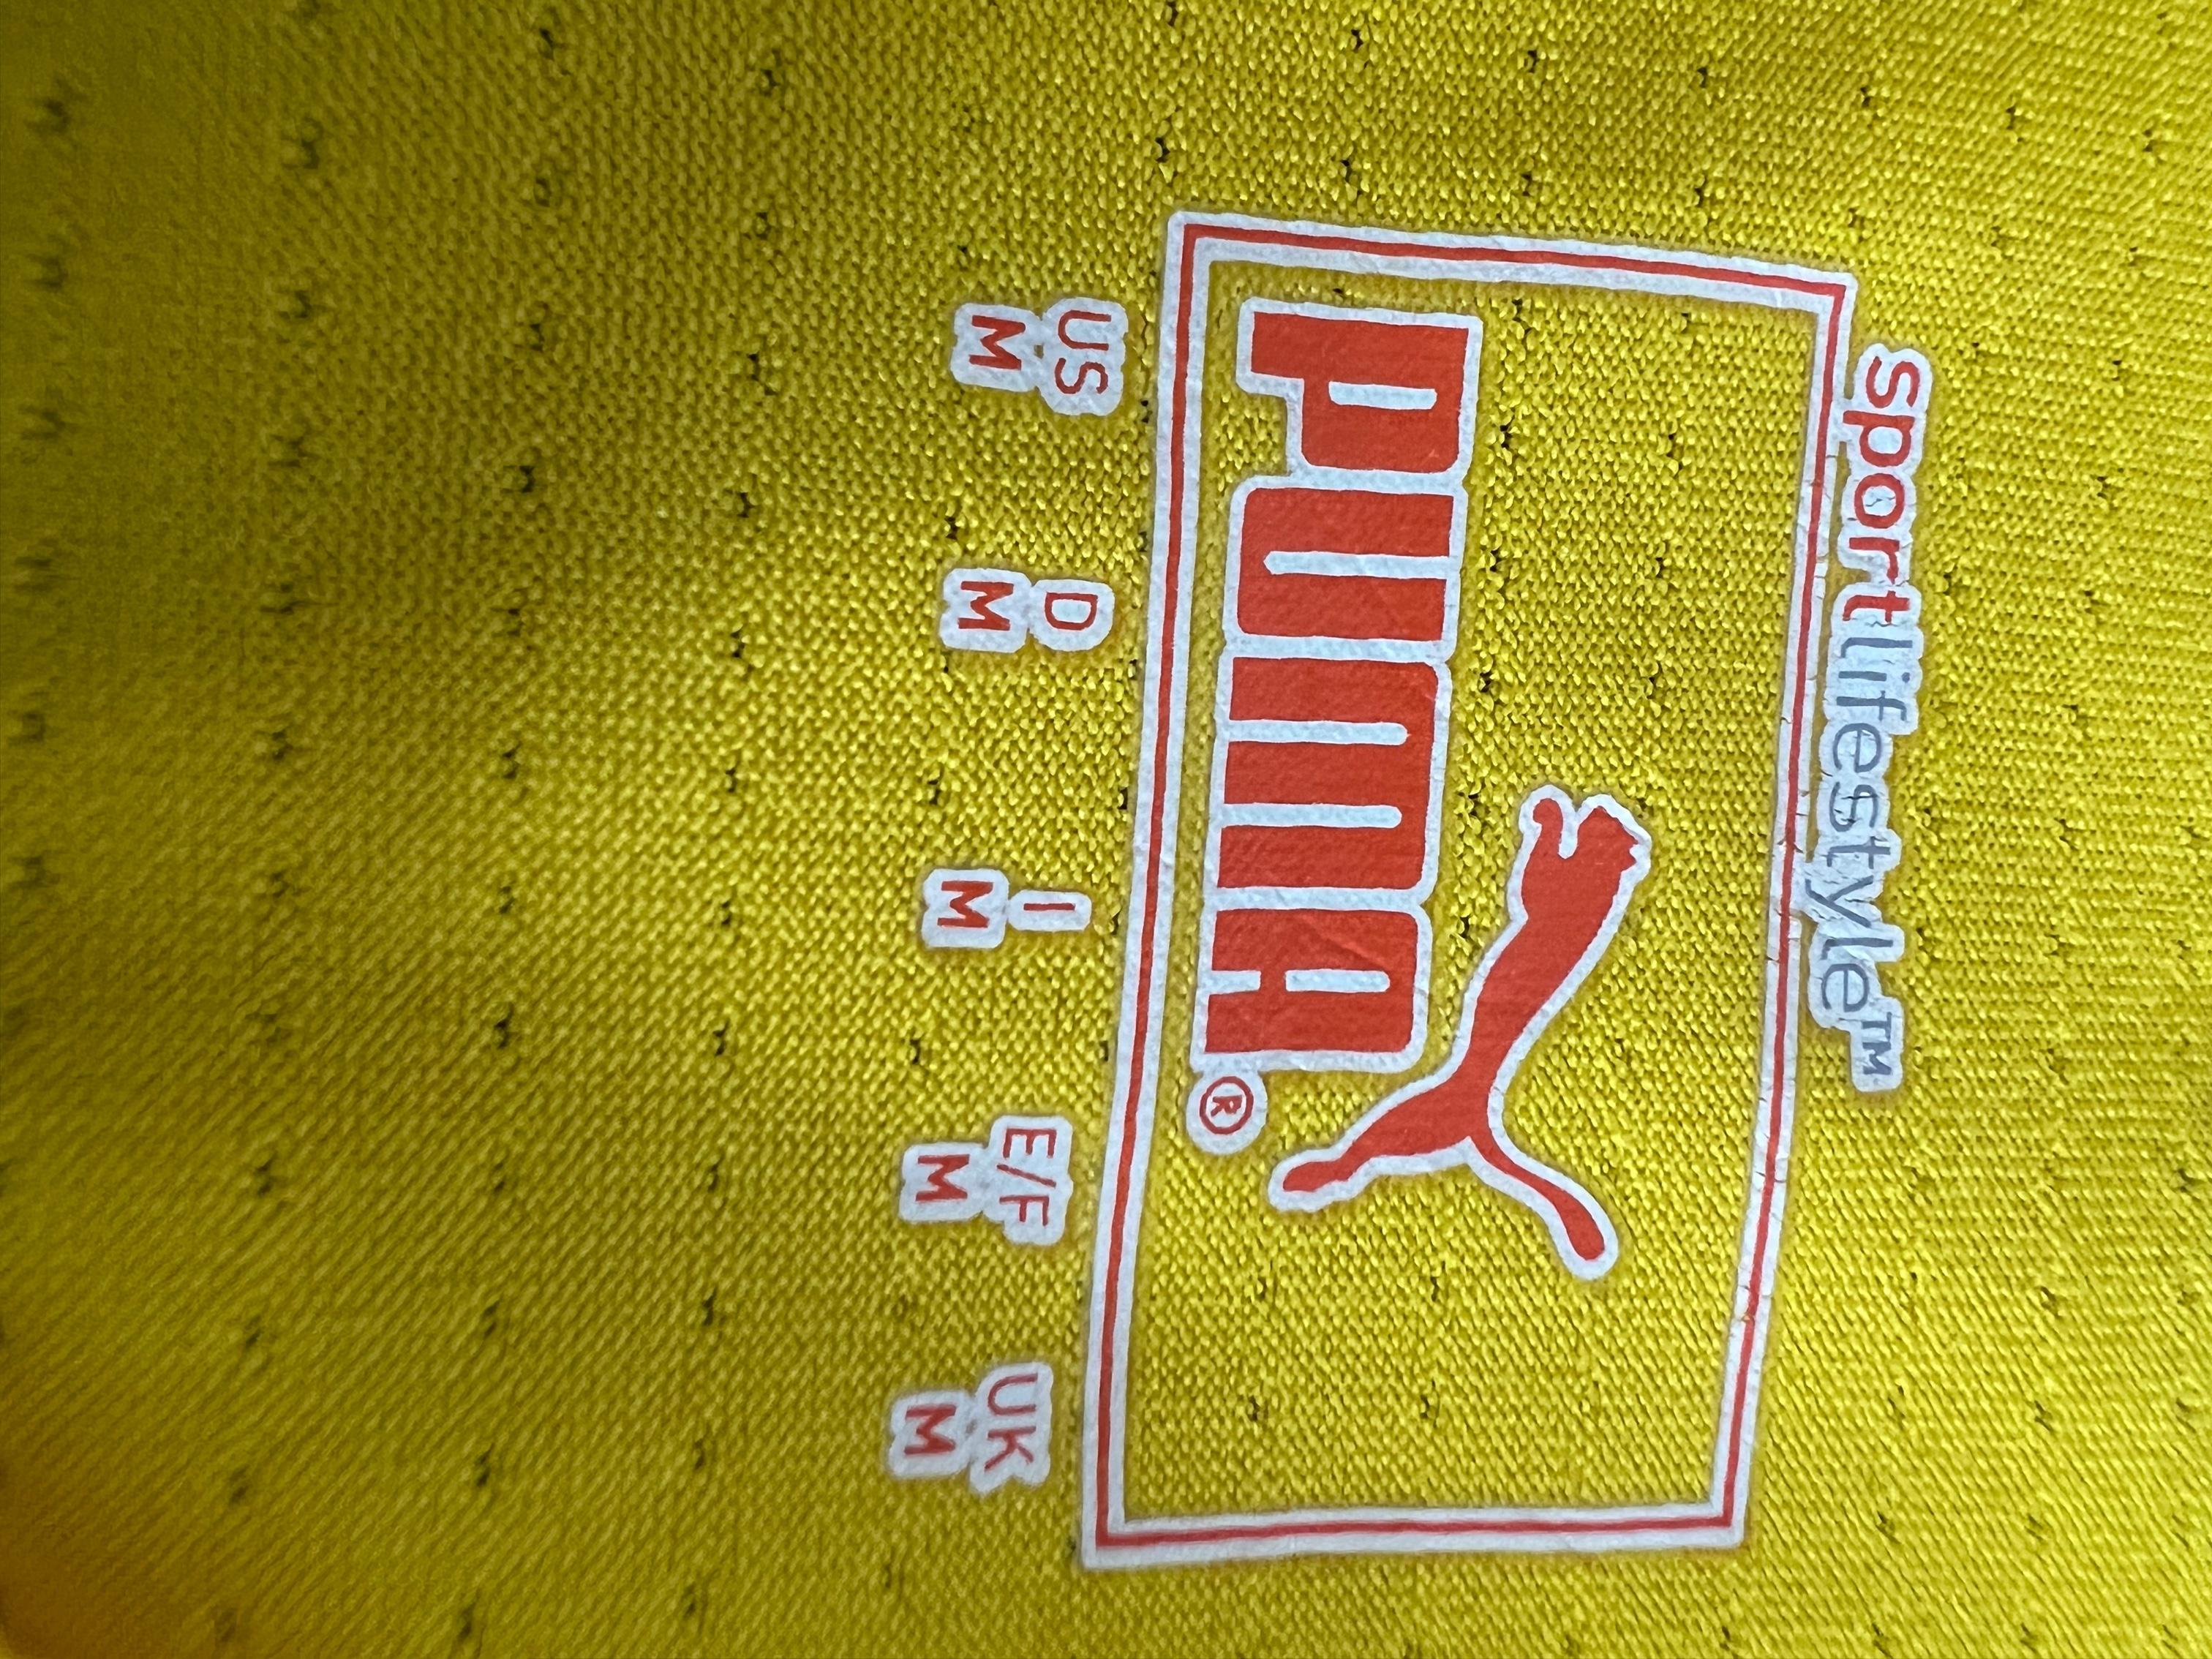 sportlifestyle™
PUMA®
US D I E/F UK
M M M M M